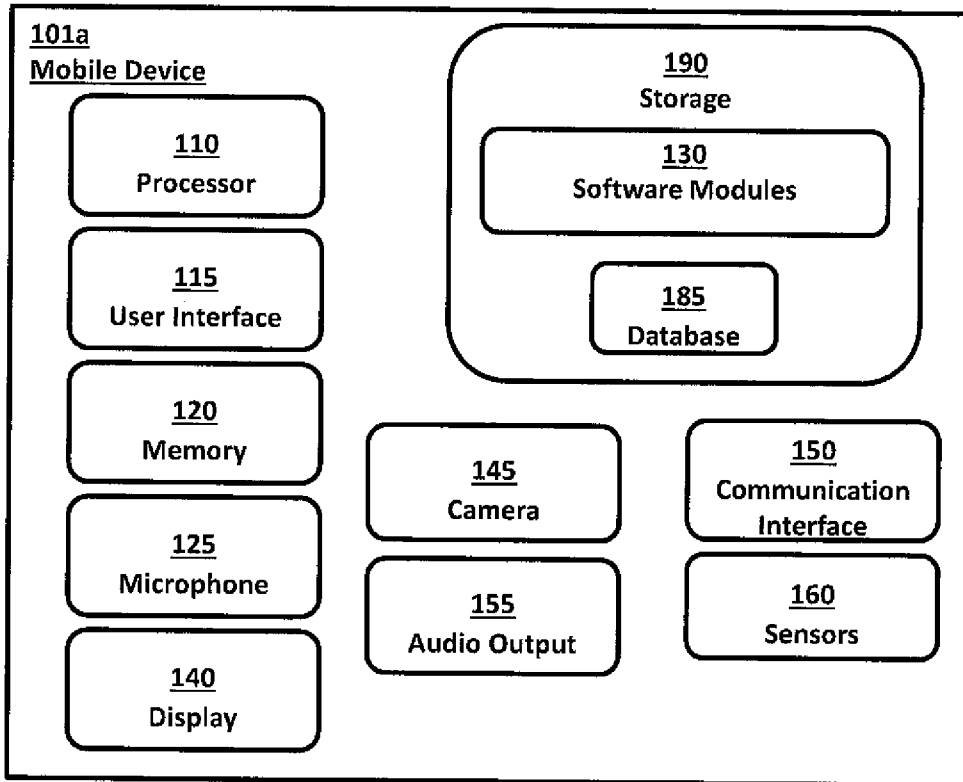 101a
Mobile Device
110
Processor
115
User Interface
120
Memory
125
Microphone
140
Display
190
Storage
130
Software Modules
185
Database
145
Camera
155
Audio Output
150
Communication
Interface
160
Sensors